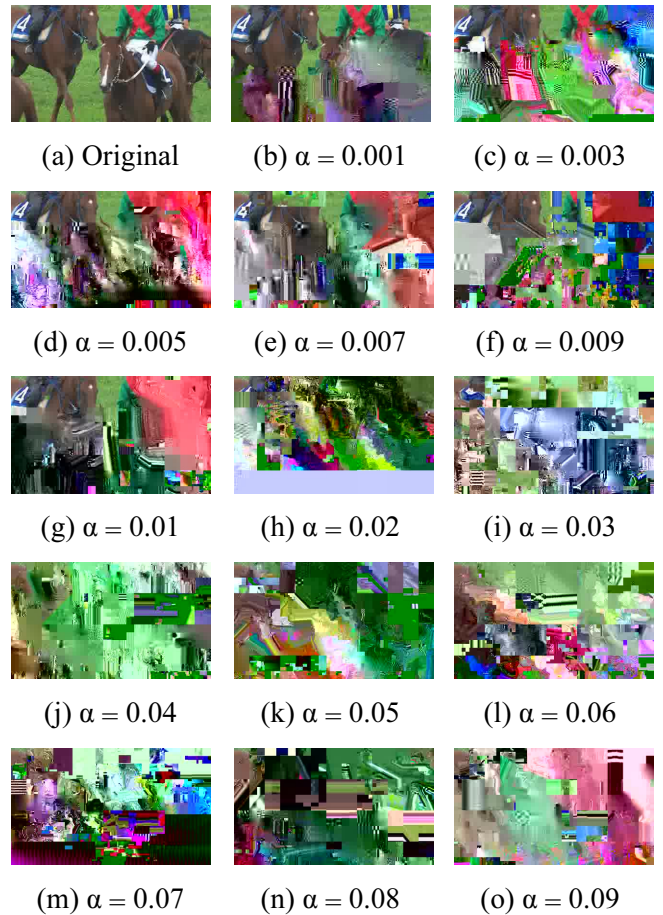 (a) Original (b) α = 0.001 (c) α = 0.003
(d) α = 0.005 (e) α = 0.007 (f) α = 0.009
(g) α = 0.01 (h) α = 0.02 (i) α = 0.03
(j) α = 0.04 (k) α = 0.05 (l) α = 0.06
(m) α = 0.07 (n) α = 0.08 (o) α = 0.09